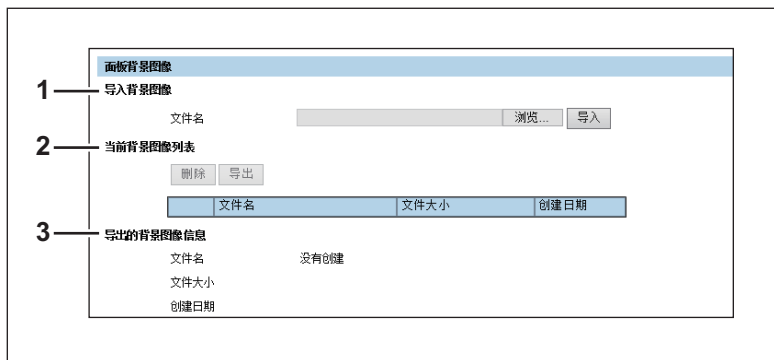 面板背景图像
1 导入背景图像
文件名 浏览... 导入
2 当前背景图像列表
删除 导出
文件名 文件大小 创建日期
3 导出的背景图像信息
文件名 没有创建
文件大小
创建日期